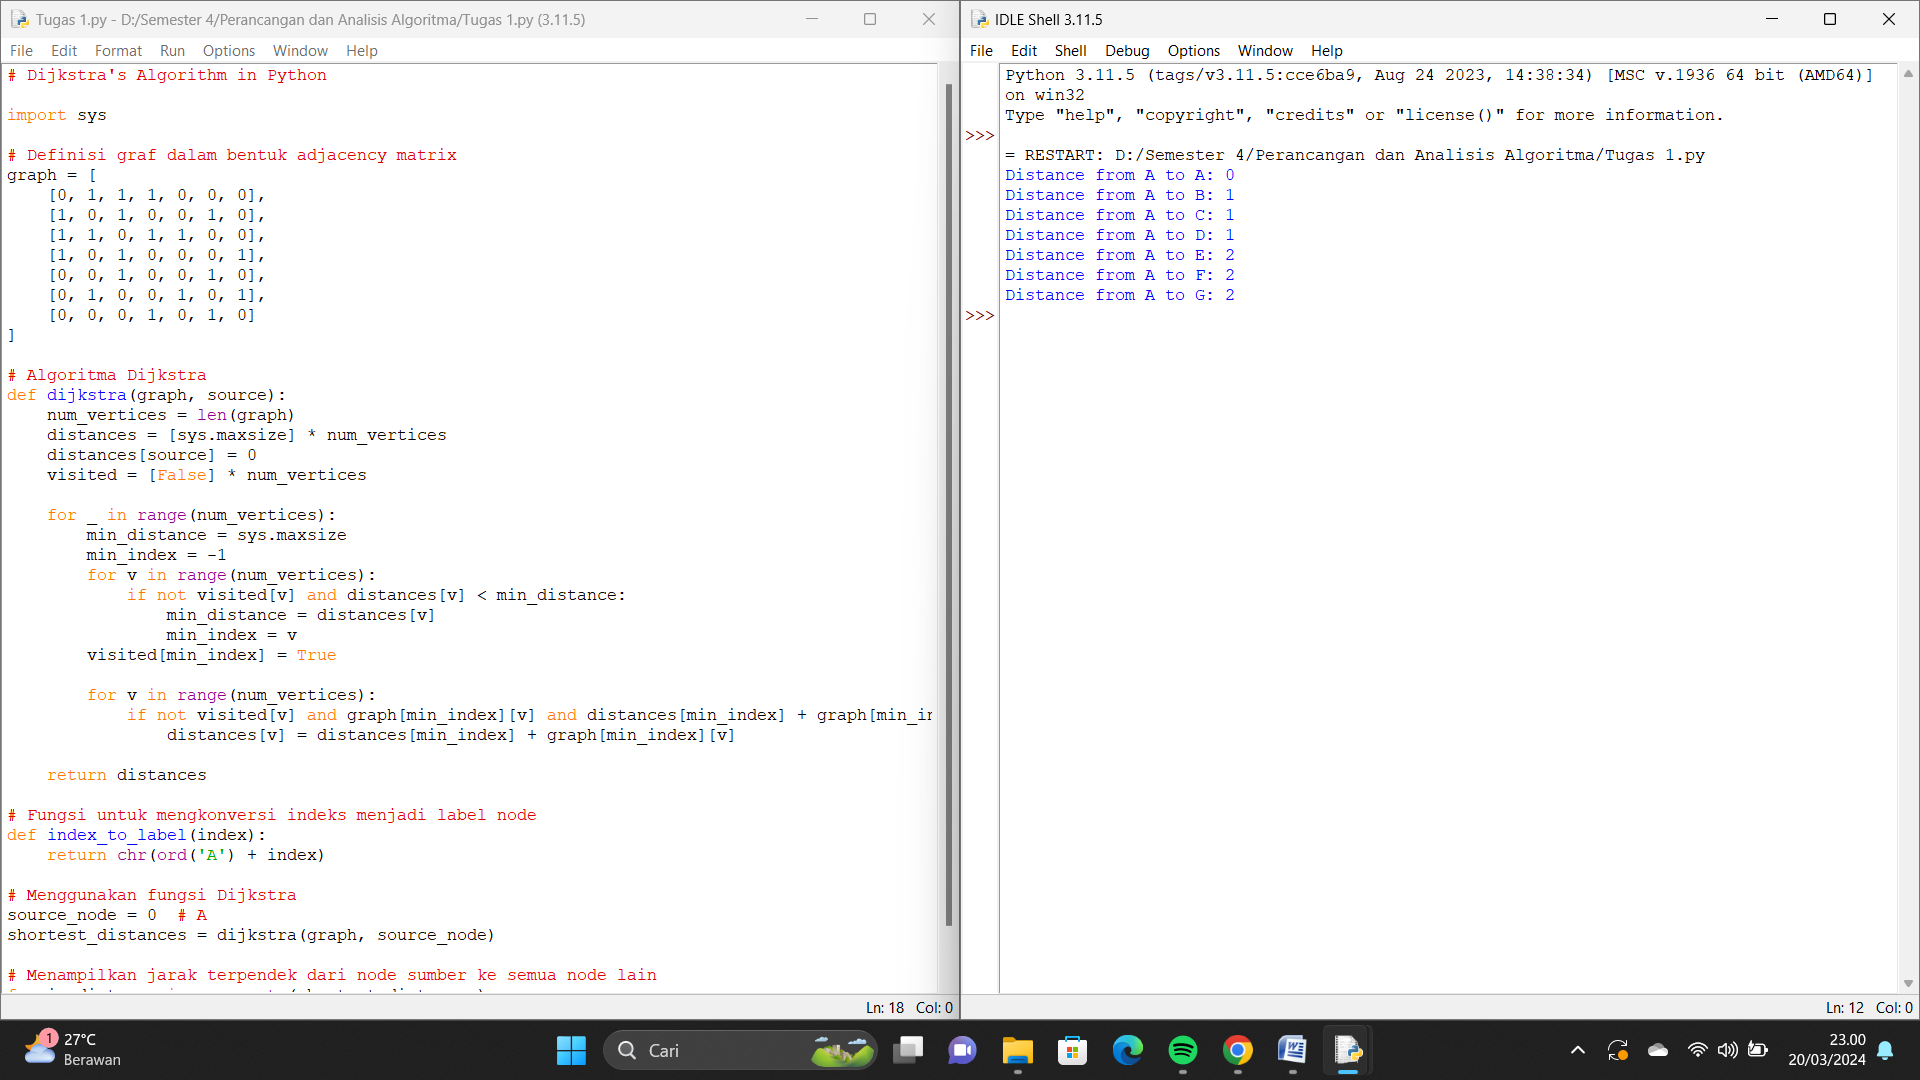 Tugas 1.py - D:/Semester 4/Perancangan dan Analisis Algoritma/Tugas 1.py (3.11.5)
File Edit Format Run Options Window Help
# Dijkstra's Algorithm in Python
import sys
# Definisi graf dalam bentuk adjacency matrix
graph = [
    [0, 1, 1, 1, 0, 0, 0],
    [1, 0, 1, 0, 0, 1, 0],
    [1, 1, 0, 1, 1, 0, 0],
    [1, 0, 1, 0, 0, 0, 1],
    [0, 0, 1, 0, 0, 1, 0],
    [0, 1, 0, 0, 1, 0, 1],
    [0, 0, 0, 1, 0, 1, 0]
]
# Algoritma Dijkstra
def dijkstra(graph, source):
    num_vertices = len(graph)
    distances = [sys.maxsize] * num_vertices
    distances[source] = 0
    visited = [False] * num_vertices
    for _ in range(num_vertices):
        min_distance = sys.maxsize
        min_index = -1
        for v in range(num_vertices):
            if not visited[v] and distances[v] < min_distance:
                min_distance = distances[v]
                min_index = v
        visited[min_index] = True
        for v in range(num_vertices):
            if not visited[v] and graph[min_index][v] and distances[min_index] + graph[min_in
                distances[v] = distances[min_index] + graph[min_index][v]
    return distances
# Fungsi untuk mengkonversi indeks menjadi label node
def index_to_label(index):
    return chr(ord('A') + index)
# Menggunakan fungsi Dijkstra
source_node = 0  # A
shortest_distances = dijkstra(graph, source_node)
# Menampilkan jarak terpendek dari node sumber ke semua node lain
Ln: 18 Col: 0
IDLE Shell 3.11.5
File Edit Shell Debug Options Window Help
Python 3.11.5 (tags/v3.11.5:cce6ba9, Aug 24 2023, 14:38:34) [MSC v.1936 64 bit (AMD64)]
on win32
Type "help", "copyright", "credits" or "license()" for more information.
>>>
= RESTART: D:/Semester 4/Perancangan dan Analisis Algoritma/Tugas 1.py
Distance from A to A: 0
Distance from A to B: 1
Distance from A to C: 1
Distance from A to D: 1
Distance from A to E: 2
Distance from A to F: 2
Distance from A to G: 2
>>>
Ln: 12 Col: 0
1
27°C
Berawan
Cari
23.00
20/03/2024